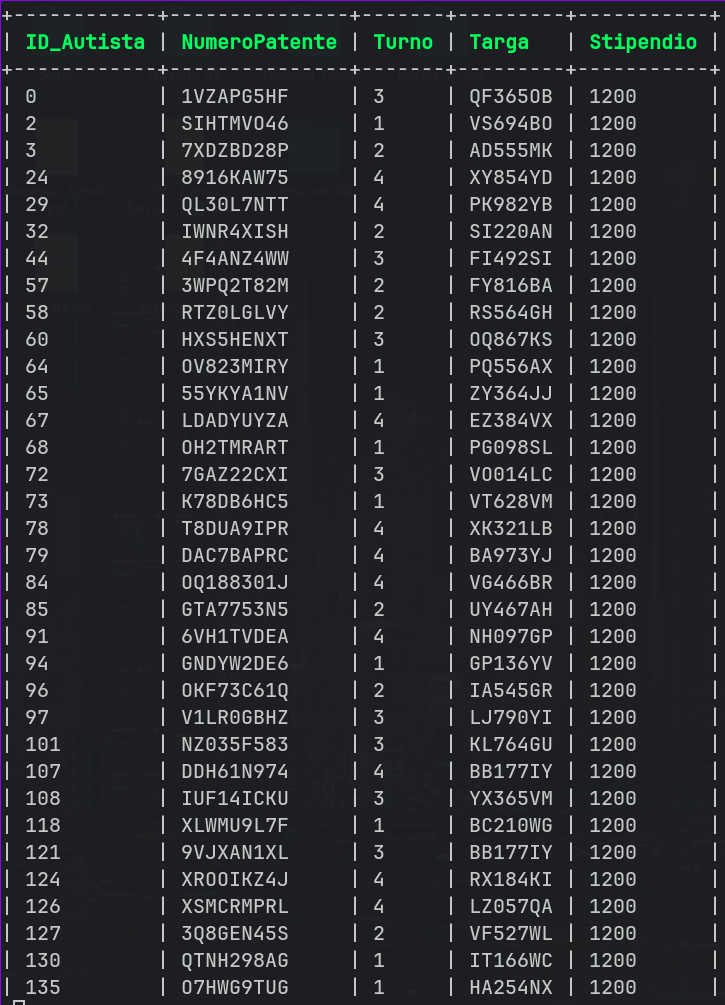 +-------------+---------------+-------+---------+-----------+
| ID_Autista | NumeroPatente | Turno | Targa | Stipendio |
+-------------+---------------+-------+---------+-----------+
| 0 | 1VZAPG5HF | 3 | QF365OB | 1200 |
| 2 | SIHTMVO46 | 1 | VS694BO | 1200 |
| 3 | 7XDZBD28P | 2 | AD555MK | 1200 |
| 24 | 8916KAW75 | 4 | XY854YD | 1200 |
| 29 | QL30L7NTT | 4 | PK982YB | 1200 |
| 32 | IWNR4XISH | 2 | SI220AN | 1200 |
| 44 | 4F4ANZ4WW | 3 | FI492SI | 1200 |
| 57 | 3WPQ2T82M | 2 | FY816BA | 1200 |
| 58 | RTZ0LGLVY | 2 | RS564GH | 1200 |
| 60 | HXS5HENXT | 3 | OQ867KS | 1200 |
| 64 | OV823MIRY | 1 | PQ556AX | 1200 |
| 65 | 55YKYA1NV | 1 | ZY364JJ | 1200 |
| 67 | LDADYUYZA | 4 | EZ384VX | 1200 |
| 68 | OH2TMRART | 1 | PG098SL | 1200 |
| 72 | 7GAZ22CXI | 3 | VO014LC | 1200 |
| 73 | K78DB6HC5 | 1 | VT628VM | 1200 |
| 78 | T8DUA9IPR | 4 | XK321LB | 1200 |
| 79 | DAC7BAPRC | 4 | BA973YJ | 1200 |
| 84 | OQ188301J | 4 | VG466BR | 1200 |
| 85 | GTA7753N5 | 2 | UY467AH | 1200 |
| 91 | 6VH1TVDEA | 4 | NH097GP | 1200 |
| 94 | GNDYW2DE6 | 1 | GP136YV | 1200 |
| 96 | OKF73C61Q | 2 | IA545GR | 1200 |
| 97 | V1LR0GBHZ | 3 | LJ790YI | 1200 |
| 101 | NZ035F583 | 3 | KL764GU | 1200 |
| 107 | DDH61N974 | 4 | BB177IY | 1200 |
| 108 | IUF14ICKU | 3 | YX365VM | 1200 |
| 118 | XLWMU9L7F | 1 | BC210WG | 1200 |
| 121 | 9VJXAN1XL | 3 | BB177IY | 1200 |
| 124 | XROOIKZ4J | 4 | RX184KI | 1200 |
| 126 | XSMCRMPRL | 4 | LZ057QA | 1200 |
| 127 | 3Q8GEN45S | 2 | VF527WL | 1200 |
| 130 | QTNH298AG | 1 | IT166WC | 1200 |
| 135 | O7HWG9TUG | 1 | HA254NX | 1200 |